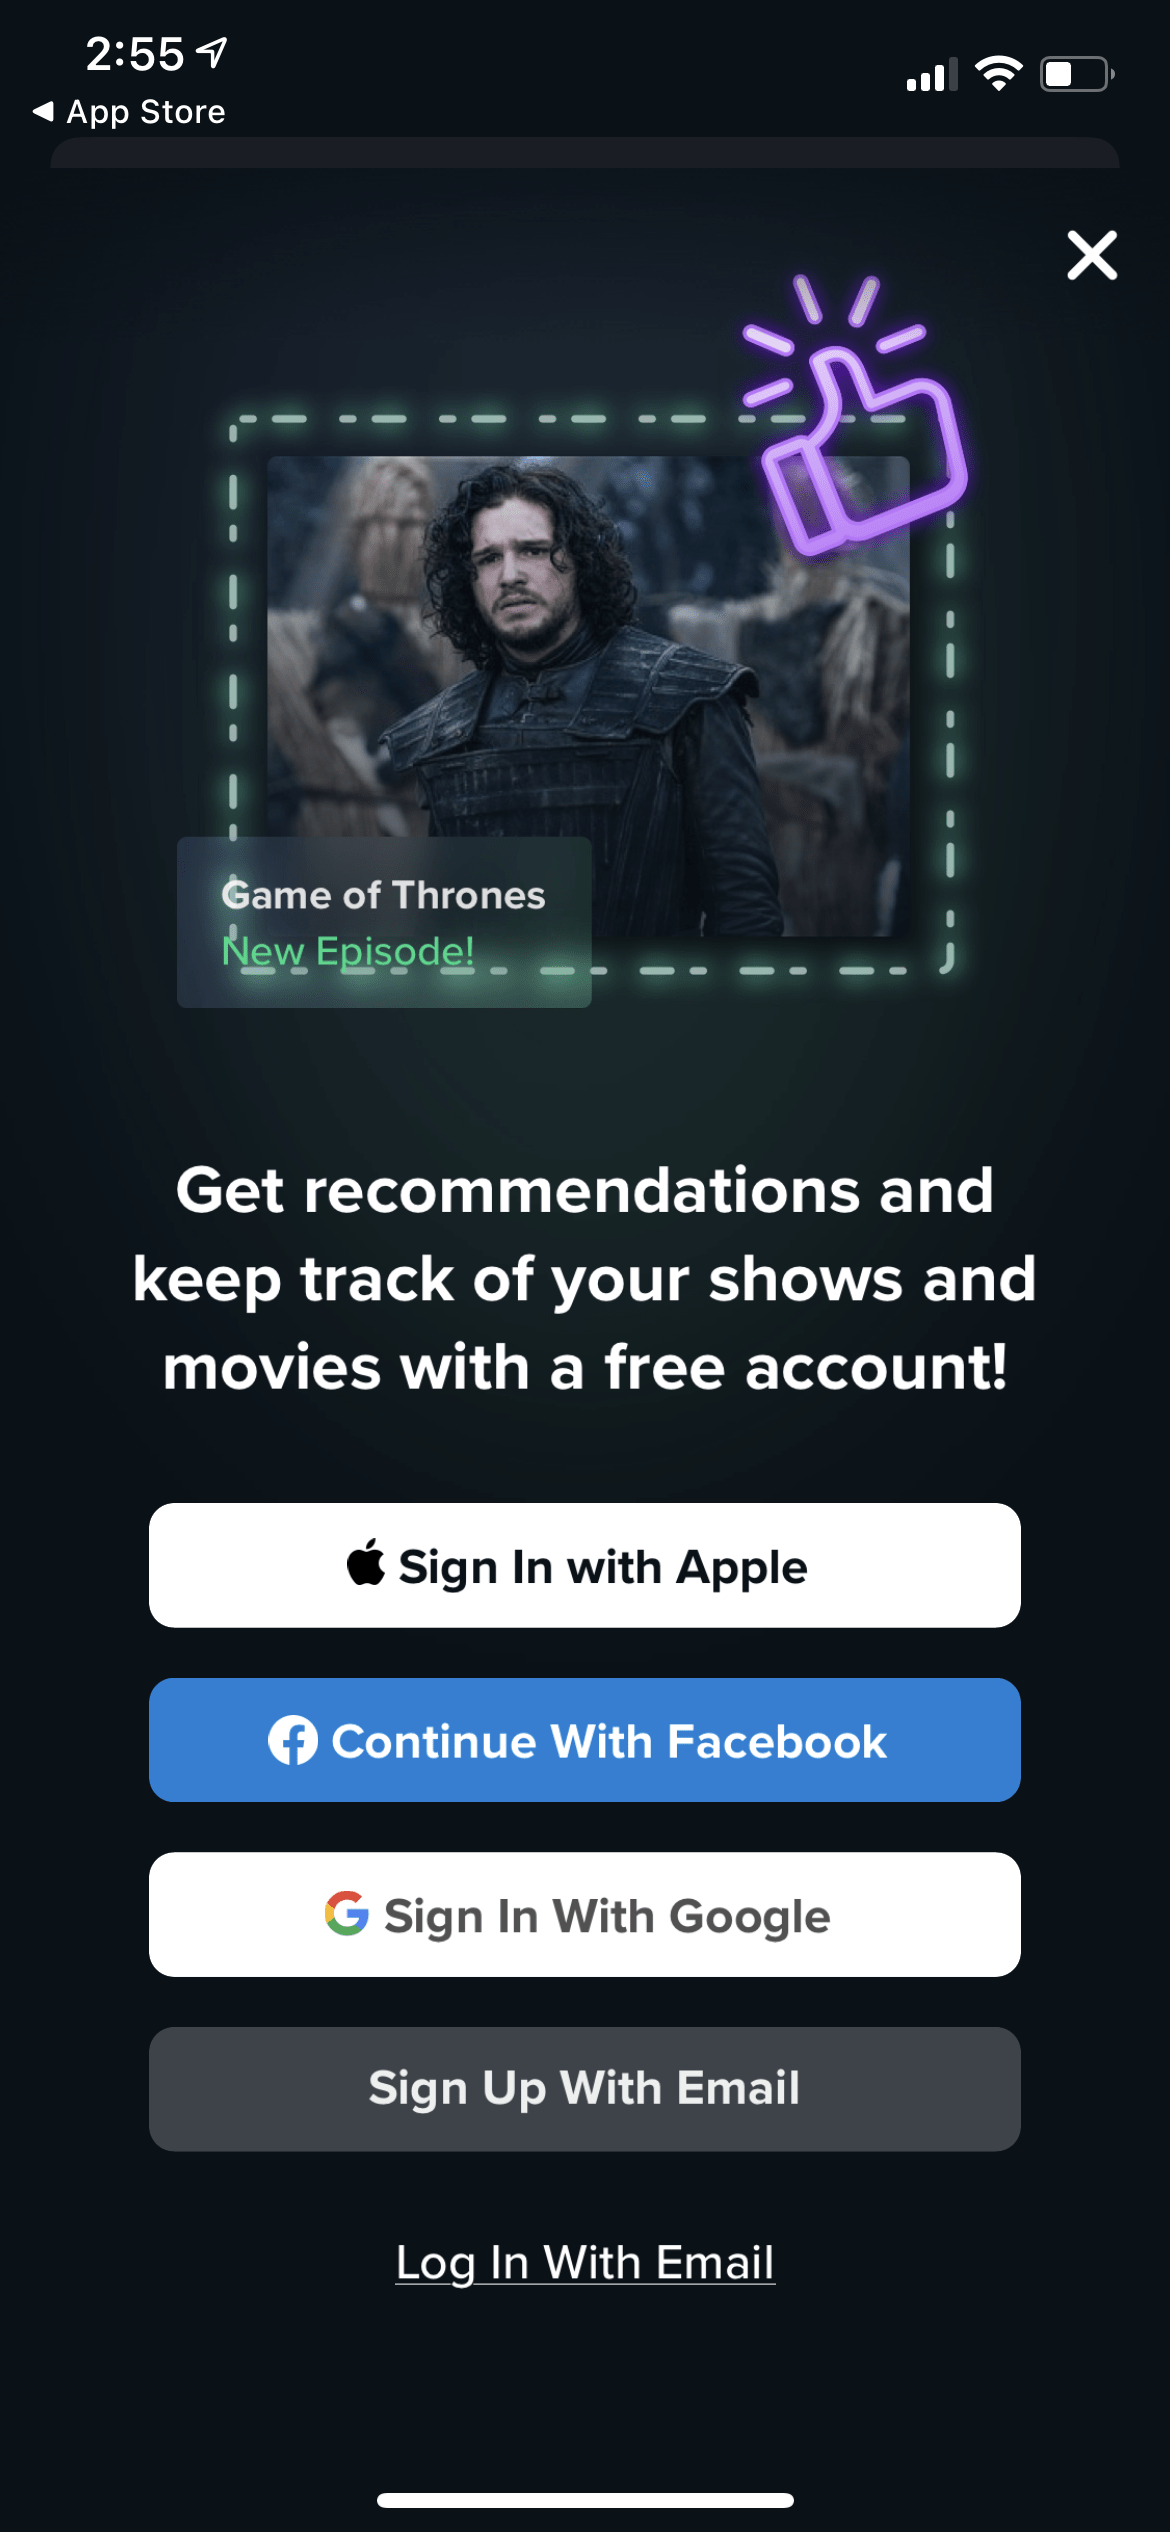 2:55
App Store
Game of Thrones
New Episode!
Get recommendations and
keep track of your shows and
movies with a free account!
Sign In with Apple
Continue With Facebook
Sign In With Google
Sign Up With Email
Log In With Email